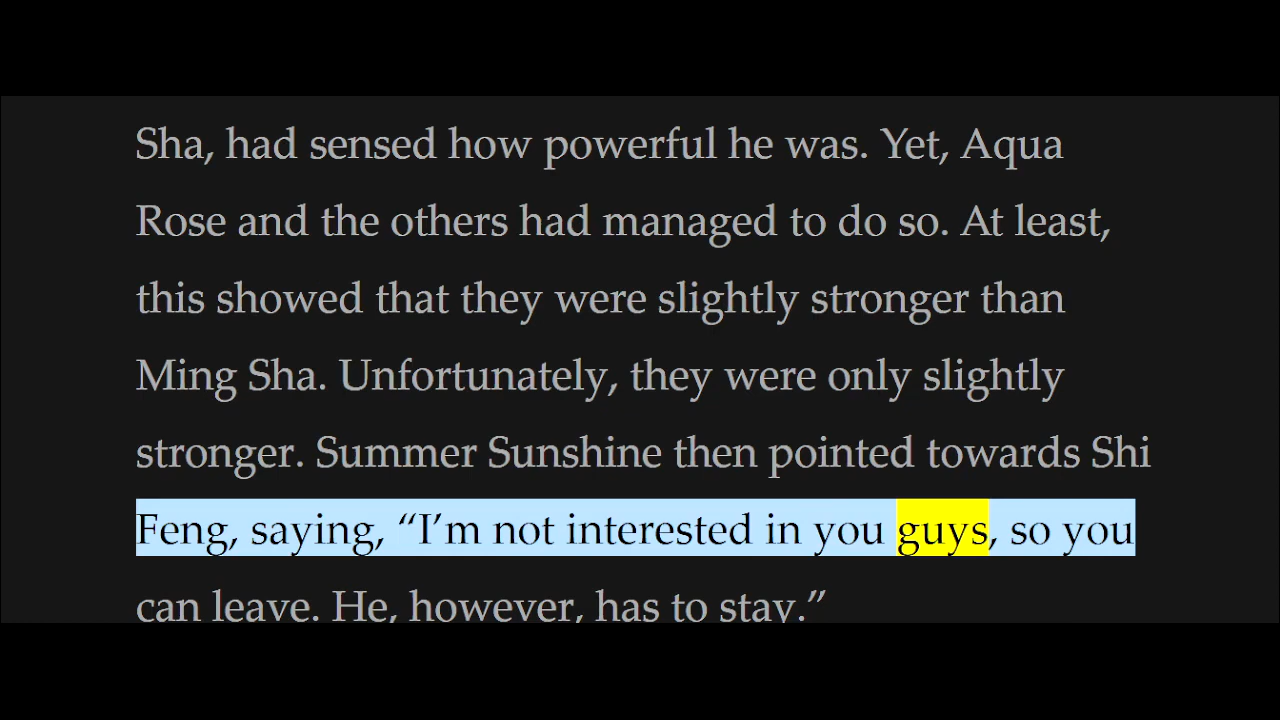 Sha, had sensed how powerful he was. Yet, Aqua
Rose and the others had managed to do so. At least,
this showed that they were slightly stronger than
Ming Sha. Unfortunately, they were only slightly
stronger. Summer Sunshine then pointed towards Shi
Feng, saying, “I’m not interested in you guys, so you
can leave. He, however, has to stay.”